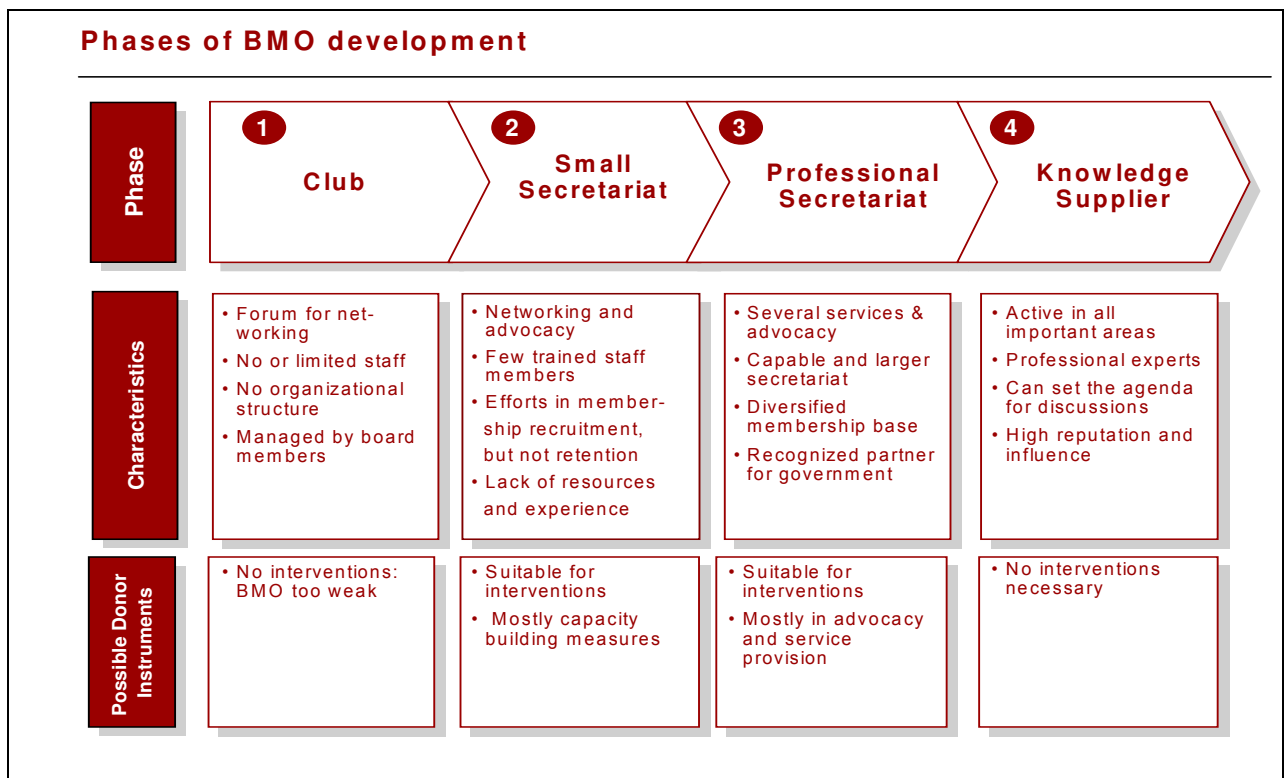 Phases of BMO development
Phase
1
Club
2
Small
Secretariat
3
Professional
Secretariat
4
Knowledge
Supplier
Characteristics
• Forum for net-
working
• No or limited staff
• No organizational
structure
• Managed by board
members
• Networking and
advocacy
• Few trained staff
members
• Efforts in member-
ship recruitment,
but not retention
• Lack of resources
and experience
• Several services &
advocacy
• Capable and larger
secretariat
• Diversified
membership base
• Recognized partner
for government
• Active in all
important areas
• Professional experts
• Can set the agenda
for discussions
• High reputation and
influence
Possible Donor
Instruments
• No interventions:
BMO too weak
• Suitable for
interventions
• Mostly capacity
building measures
• Suitable for
interventions
• Mostly in advocacy
and service
provision
• No interventions
necessary